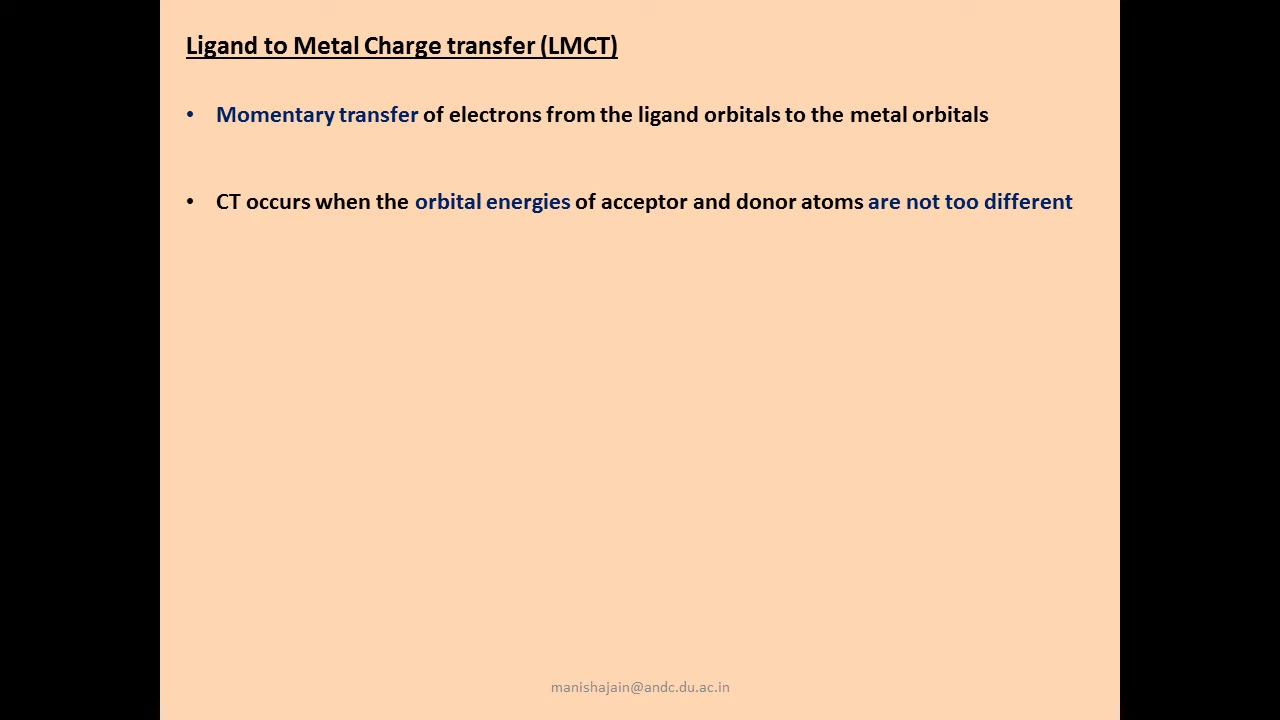 Ligand to Metal Charge transfer (LMCT)
• Momentary transfer of electrons from the ligand orbitals to the metal orbitals
• CT occurs when the orbital energies of acceptor and donor atoms are not too different
manishajain@andc.du.ac.in